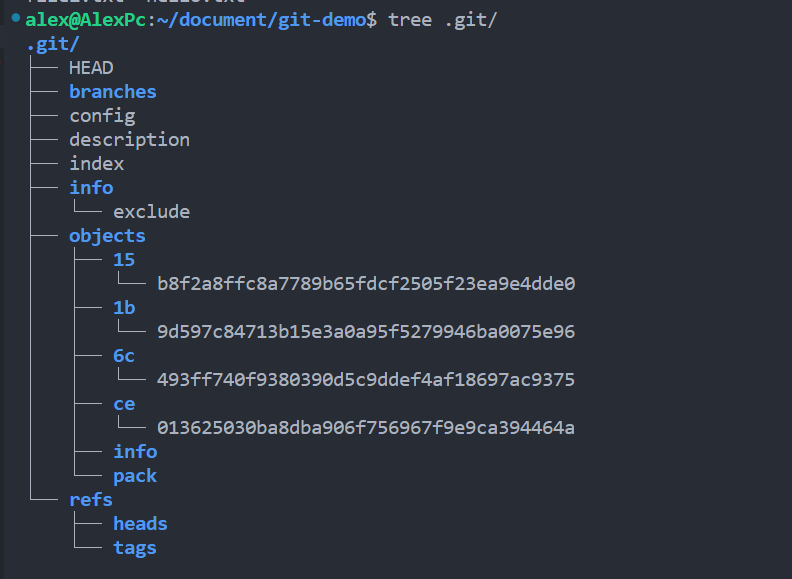 alex@AlexPc:~/document/git-demo$ tree .git/
.git/
├── HEAD
├── branches
├── config
├── description
├── index
├── info
│   └── exclude
├── objects
│   ├── 15
│   │   └── b8f2a8ffc8a7789b65fdcf2505f23ea9e4dde0
│   ├── 1b
│   │   └── 9d597c84713b15e3a0a95f5279946ba0075e96
│   ├── 6c
│   │   └── 493ff740f9380390d5c9ddef4af18697ac9375
│   ├── ce
│   │   └── 013625030ba8dba906f756967f9e9ca394464a
│   ├── info
│   └── pack
└── refs
    ├── heads
    └── tags